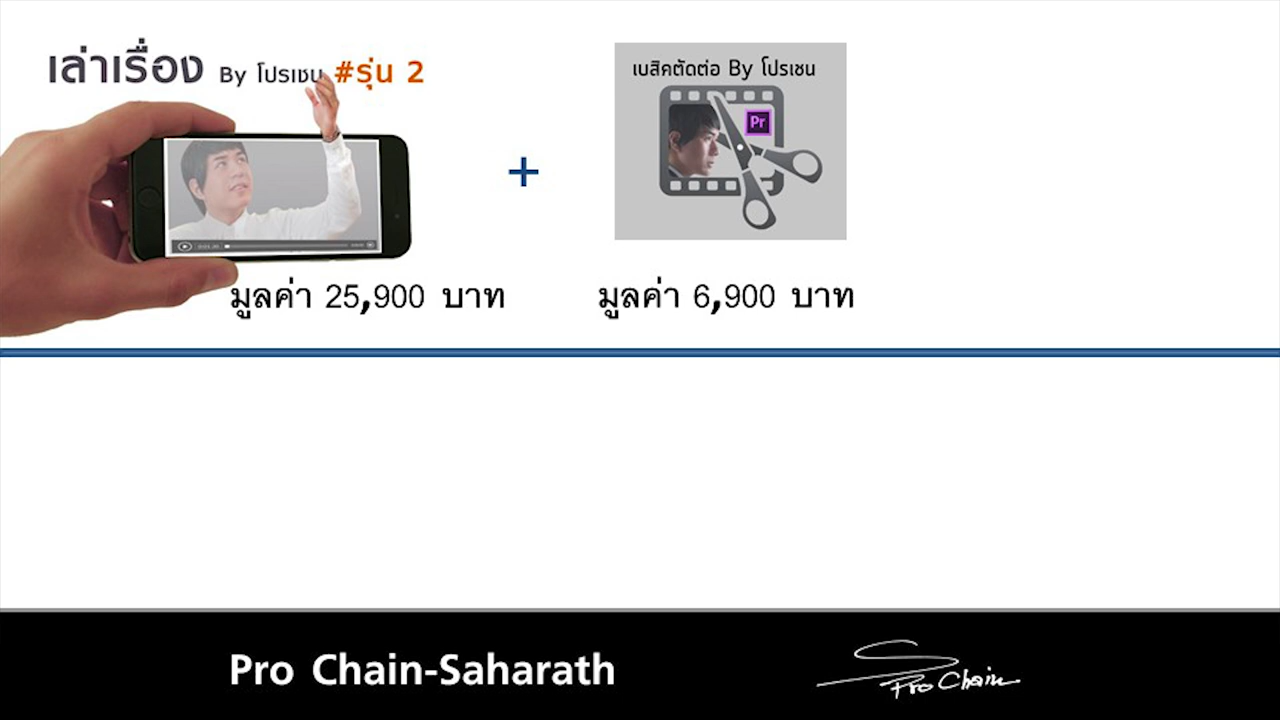 เล่าเรื่อง By โปรเชน #รุ่น 2
เบสิคตัดต่อ By โปรเชน
Pr
+
มูลค่า 25,900 บาท
มูลค่า 6,900 บาท
Pro Chain-Saharath
Pro Chain